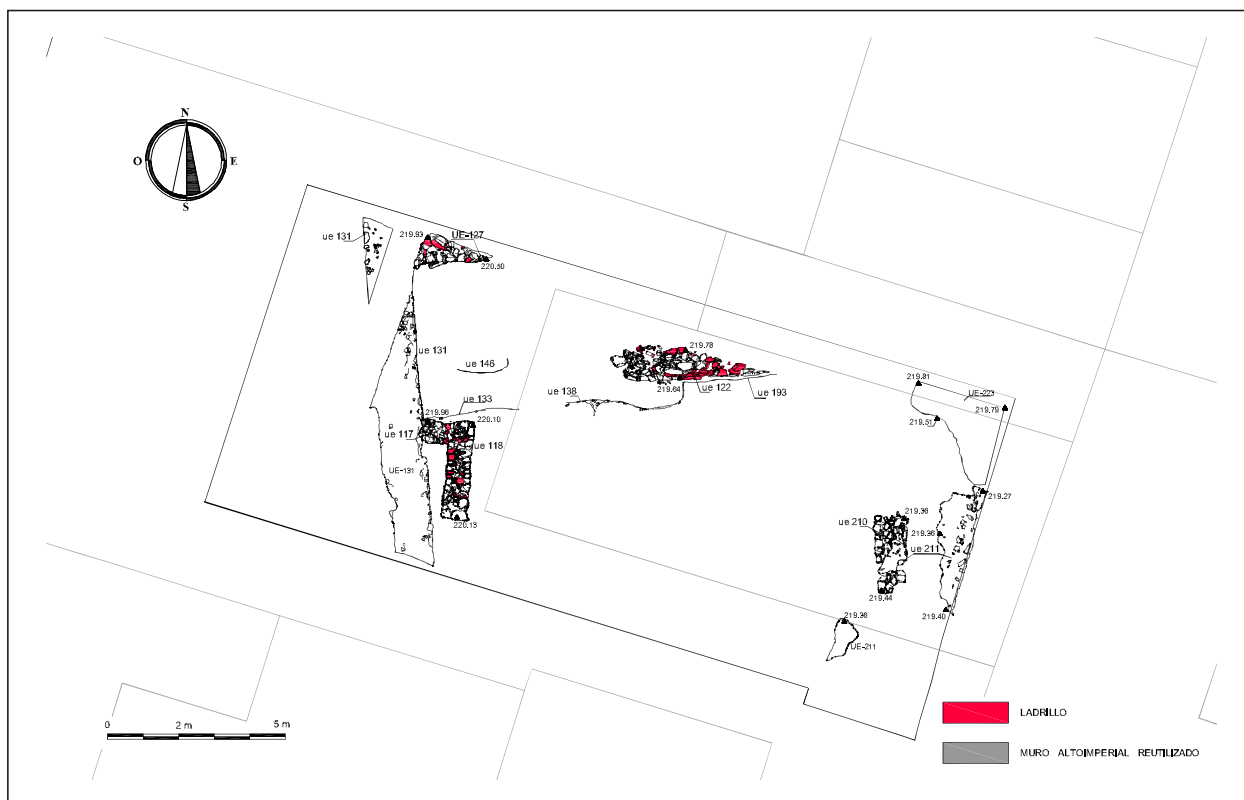 N
O
E
S
ue 131
219.93
UE-127
220.50
ue 131
ue 146
219.78
219.64
ue 122
ue 193
ue 138
ue 133
219.96
220.10
ue 117
ue 118
UE-131
220.13
219.81
UE-223
219.79
219.51
219.27
ue 210
219.36
219.36
ue 211
219.44
219.40
219.36
UE-211
0
2 m
5 m
LADRILLO
MURO ALTOIMPERIAL REUTILIZADO